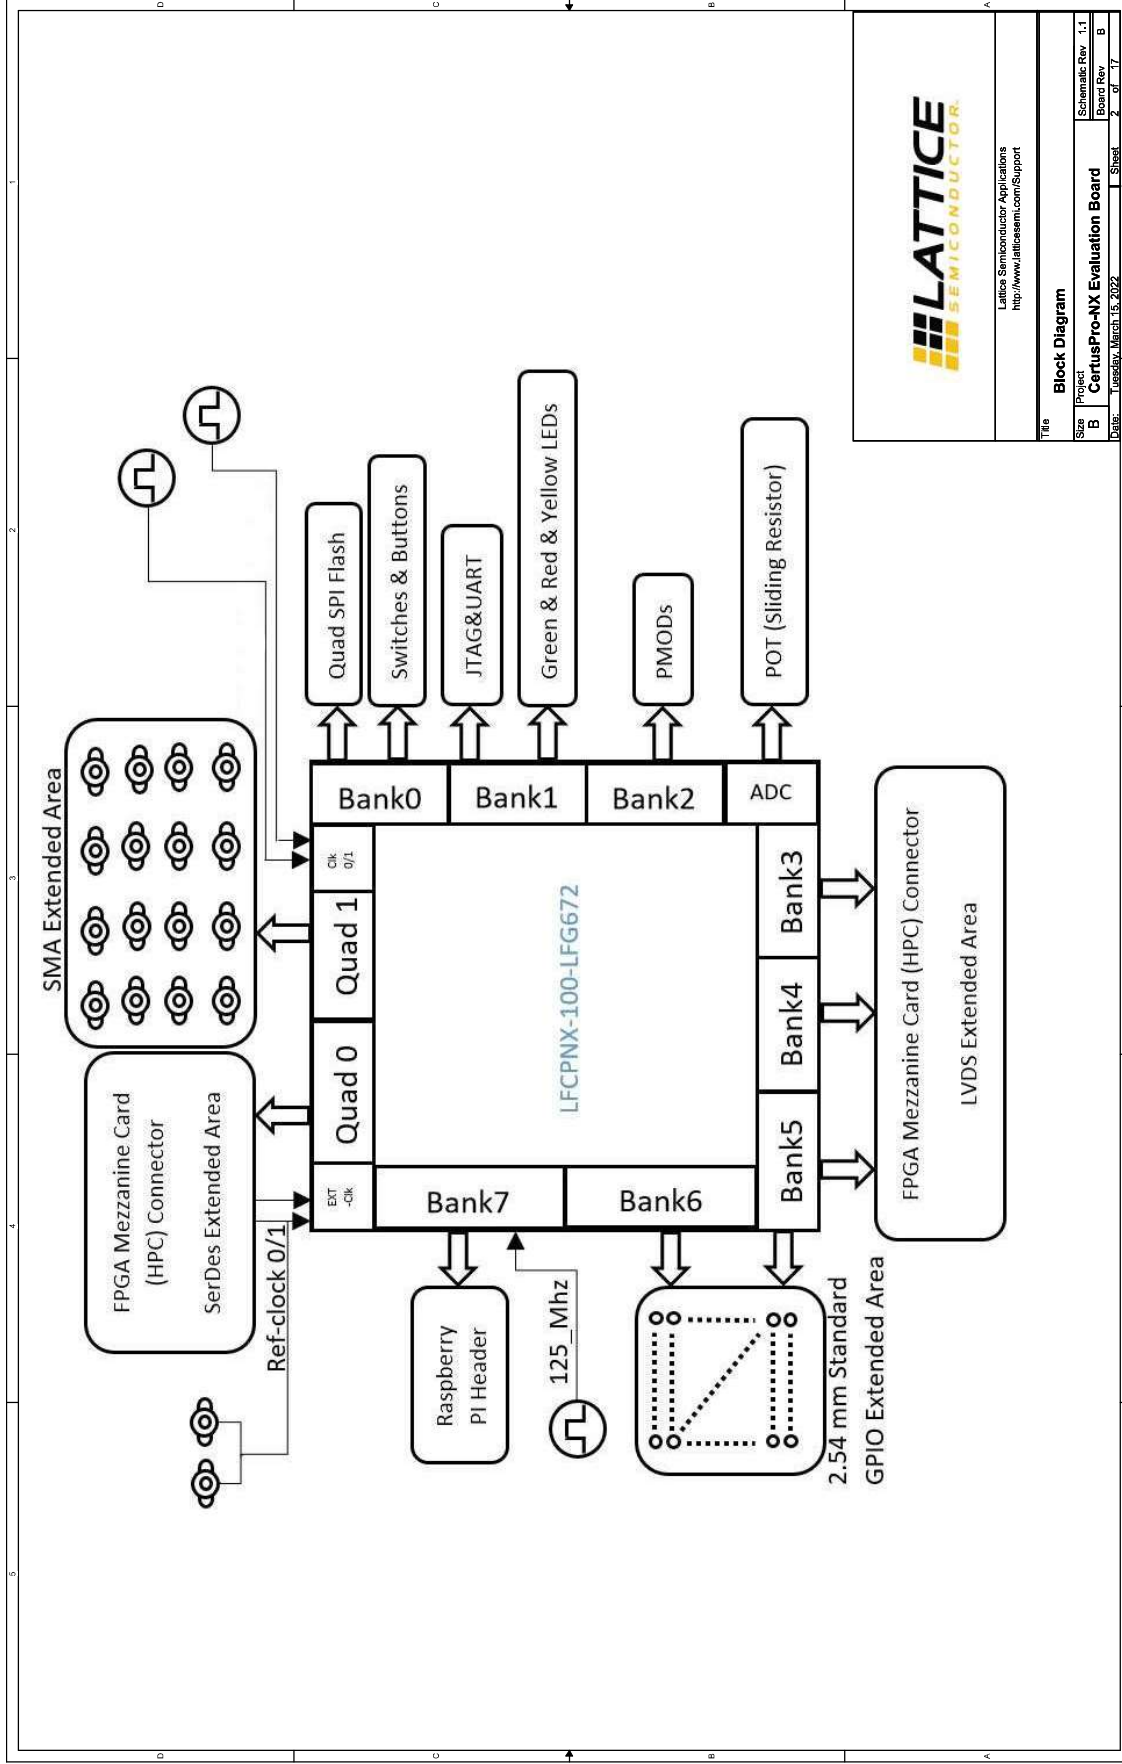 5
4
3
2
1
D
D
C
C
B
B
A
A
SMA Extended Area
FPGA Mezzanine Card
(HPC) Connector
SerDes Extended Area
Ref-clock 0/1
EXT
-Clk
Quad 0
Quad 1
Clk
0/1
Bank0
Bank1
Bank2
ADC
Quad SPI Flash
Switches & Buttons
JTAG&UART
Green & Red & Yellow LEDs
PMODs
POT (Sliding Resistor)
LFCPNX-100-LFG672
Bank7
Bank6
Raspberry
PI Header
125_Mhz
2.54 mm Standard
GPIO Extended Area
Bank5
Bank4
Bank3
FPGA Mezzanine Card (HPC) Connector
LVDS Extended Area
LATTICE
SEMICONDUCTOR.
Lattice Semiconductor Applications
http://www.latticesemi.com/Support
Title
Block Diagram
Size
B
Project
CertusPro-NX Evaluation Board
Schematic Rev 1.1
Board Rev B
Date: Tuesday, March 15, 2022
Sheet 2 of 17